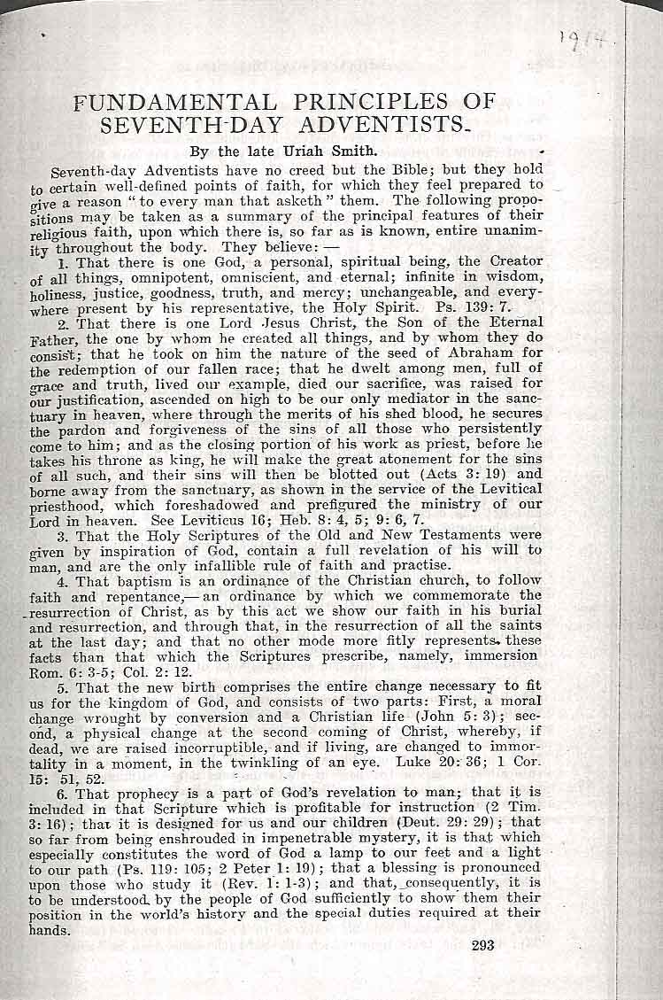 1914.
FUNDAMENTAL PRINCIPLES OF
SEVENTH-DAY ADVENTISTS.
By the late Uriah Smith.
Seventh-day Adventists have no creed but the Bible; but they hold
to certain well-defined points of faith, for which they feel prepared to
give a reason "to every man that asketh" them. The following propo-
sitions may be taken as a summary of the principal features of their
religious faith, upon which there is, so far as is known, entire unanim-
ity throughout the body. They believe: —
1. That there is one God, a personal, spiritual being, the Creator
of all things, omnipotent, omniscient, and eternal; infinite in wisdom,
holiness, justice, goodness, truth, and mercy; unchangeable, and every-
where present by his representative, the Holy Spirit. Ps. 139: 7.
2. That there is one Lord Jesus Christ, the Son of the Eternal
Father, the one by whom he created all things, and by whom they do
consist; that he took on him the nature of the seed of Abraham for
the redemption of our fallen race; that he dwelt among men, full of
grace and truth, lived our example, died our sacrifice, was raised for
our justification, ascended on high to be our only mediator in the sanc-
tuary in heaven, where through the merits of his shed blood, he secures
the pardon and forgiveness of the sins of all those who persistently
come to him; and as the closing portion of his work as priest, before he
takes his throne as king, he will make the great atonement for the sins
of all such, and their sins will then be blotted out (Acts 3: 19) and
borne away from the sanctuary, as shown in the service of the Levitical
priesthood, which foreshadowed and prefigured the ministry of our
Lord in heaven. See Leviticus 16; Heb. 8: 4, 5; 9: 6, 7.
3. That the Holy Scriptures of the Old and New Testaments were
given by inspiration of God, contain a full revelation of his will to
man, and are the only infallible rule of faith and practise.
4. That baptism is an ordinance of the Christian church, to follow
faith and repentance,— an ordinance by which we commemorate the
resurrection of Christ, as by this act we show our faith in his burial
and resurrection, and through that, in the resurrection of all the saints
at the last day; and that no other mode more fitly represents these
facts than that which the Scriptures prescribe, namely, immersion
Rom. 6: 3-5; Col. 2: 12.
5. That the new birth comprises the entire change necessary to fit
us for the kingdom of God, and consists of two parts: First, a moral
change wrought by conversion and a Christian life (John 5: 3); sec-
ond, a physical change at the second coming of Christ, whereby, if
dead, we are raised incorruptible, and if living, are changed to immor-
tality in a moment, in the twinkling of an eye. Luke 20: 36; 1 Cor.
15: 51, 52.
6. That prophecy is a part of God's revelation to man; that it is
included in that Scripture which is profitable for instruction (2 Tim.
3: 16); that it is designed for us and our children (Deut. 29: 29); that
so far from being enshrouded in impenetrable mystery, it is that which
especially constitutes the word of God a lamp to our feet and a light
to our path (Ps. 119: 105; 2 Peter 1: 19); that a blessing is pronounced
upon those who study it (Rev. 1: 1-3); and that, consequently, it is
to be understood by the people of God sufficiently to show them their
position in the world's history and the special duties required at their
hands.
293